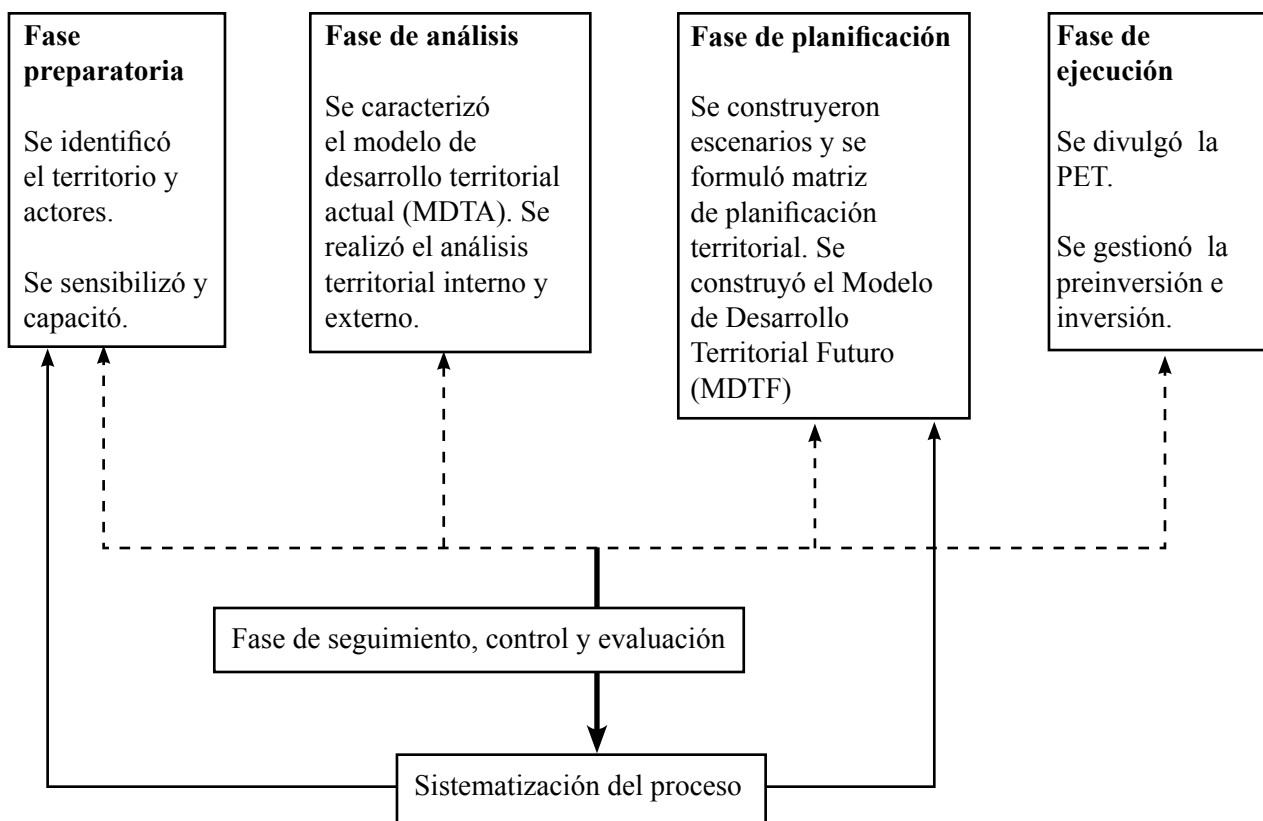 Fase
preparatoria
Se identificó
el territorio y
actores.
Se sensibilizó y
capacitó.
Fase de análisis
Se caracterizó
el modelo de
desarrollo territorial
actual (MDTA). Se
realizó el análisis
territorial interno y
externo.
Fase de planificación
Se construyeron
escenarios y se
formuló matriz
de planificación
territorial. Se
construyó el Modelo
de Desarrollo
Territorial Futuro
(MDTF)
Fase de
ejecución
Se divulgó la
PET.
Se gestionó la
preinversión e
inversión.
Fase de seguimiento, control y evaluación
Sistematización del proceso